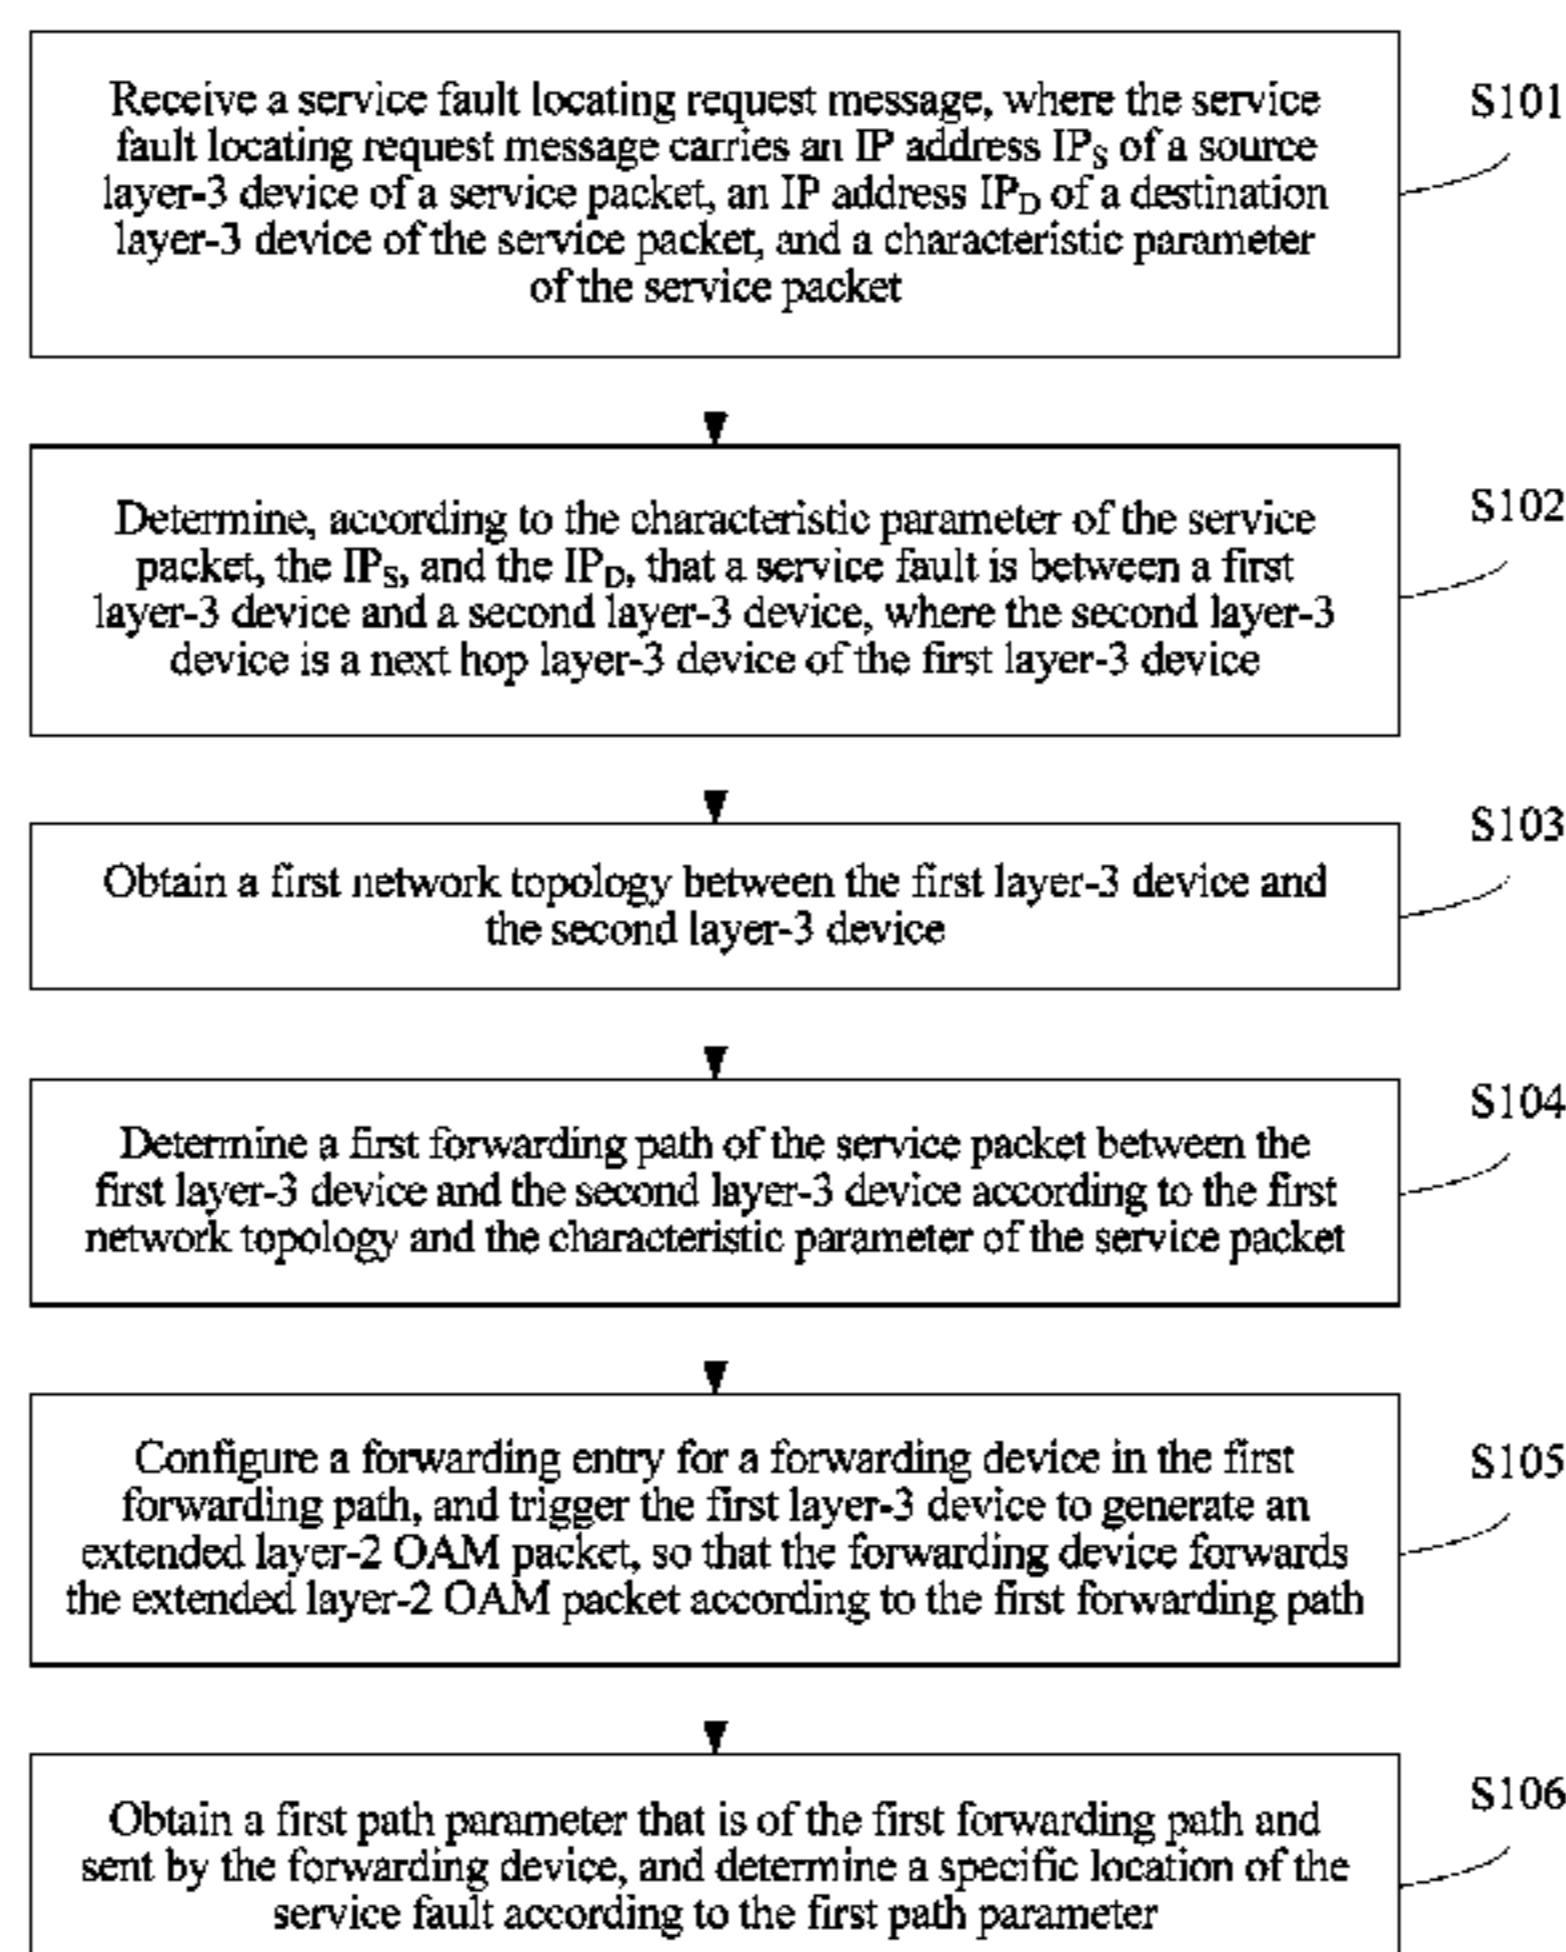 Receive a service fault locating request message, where the service
fault locating request message carries an IP address IPS of a source
layer-3 device of a service packet, an IP address IPD of a destination
layer-3 device of the service packet, and a characteristic parameter
of the service packet
S101
Determine, according to the characteristic parameter of the service
packet, the IPS, and the IPD, that a service fault is between a first
layer-3 device and a second layer-3 device, where the second layer-3
device is a next hop layer-3 device of the first layer-3 device
S102
Obtain a first network topology between the first layer-3 device and
the second layer-3 device
S103
Determine a first forwarding path of the service packet between the
first layer-3 device and the second layer-3 device according to the first
network topology and the characteristic parameter of the service packet
S104
Configure a forwarding entry for a forwarding device in the first
forwarding path, and trigger the first layer-3 device to generate an
extended layer-2 OAM packet, so that the forwarding device forwards
the extended layer-2 OAM packet according to the first forwarding path
S105
Obtain a first path parameter that is of the first forwarding path and
sent by the forwarding device, and determine a specific location of the
service fault according to the first path parameter
S106